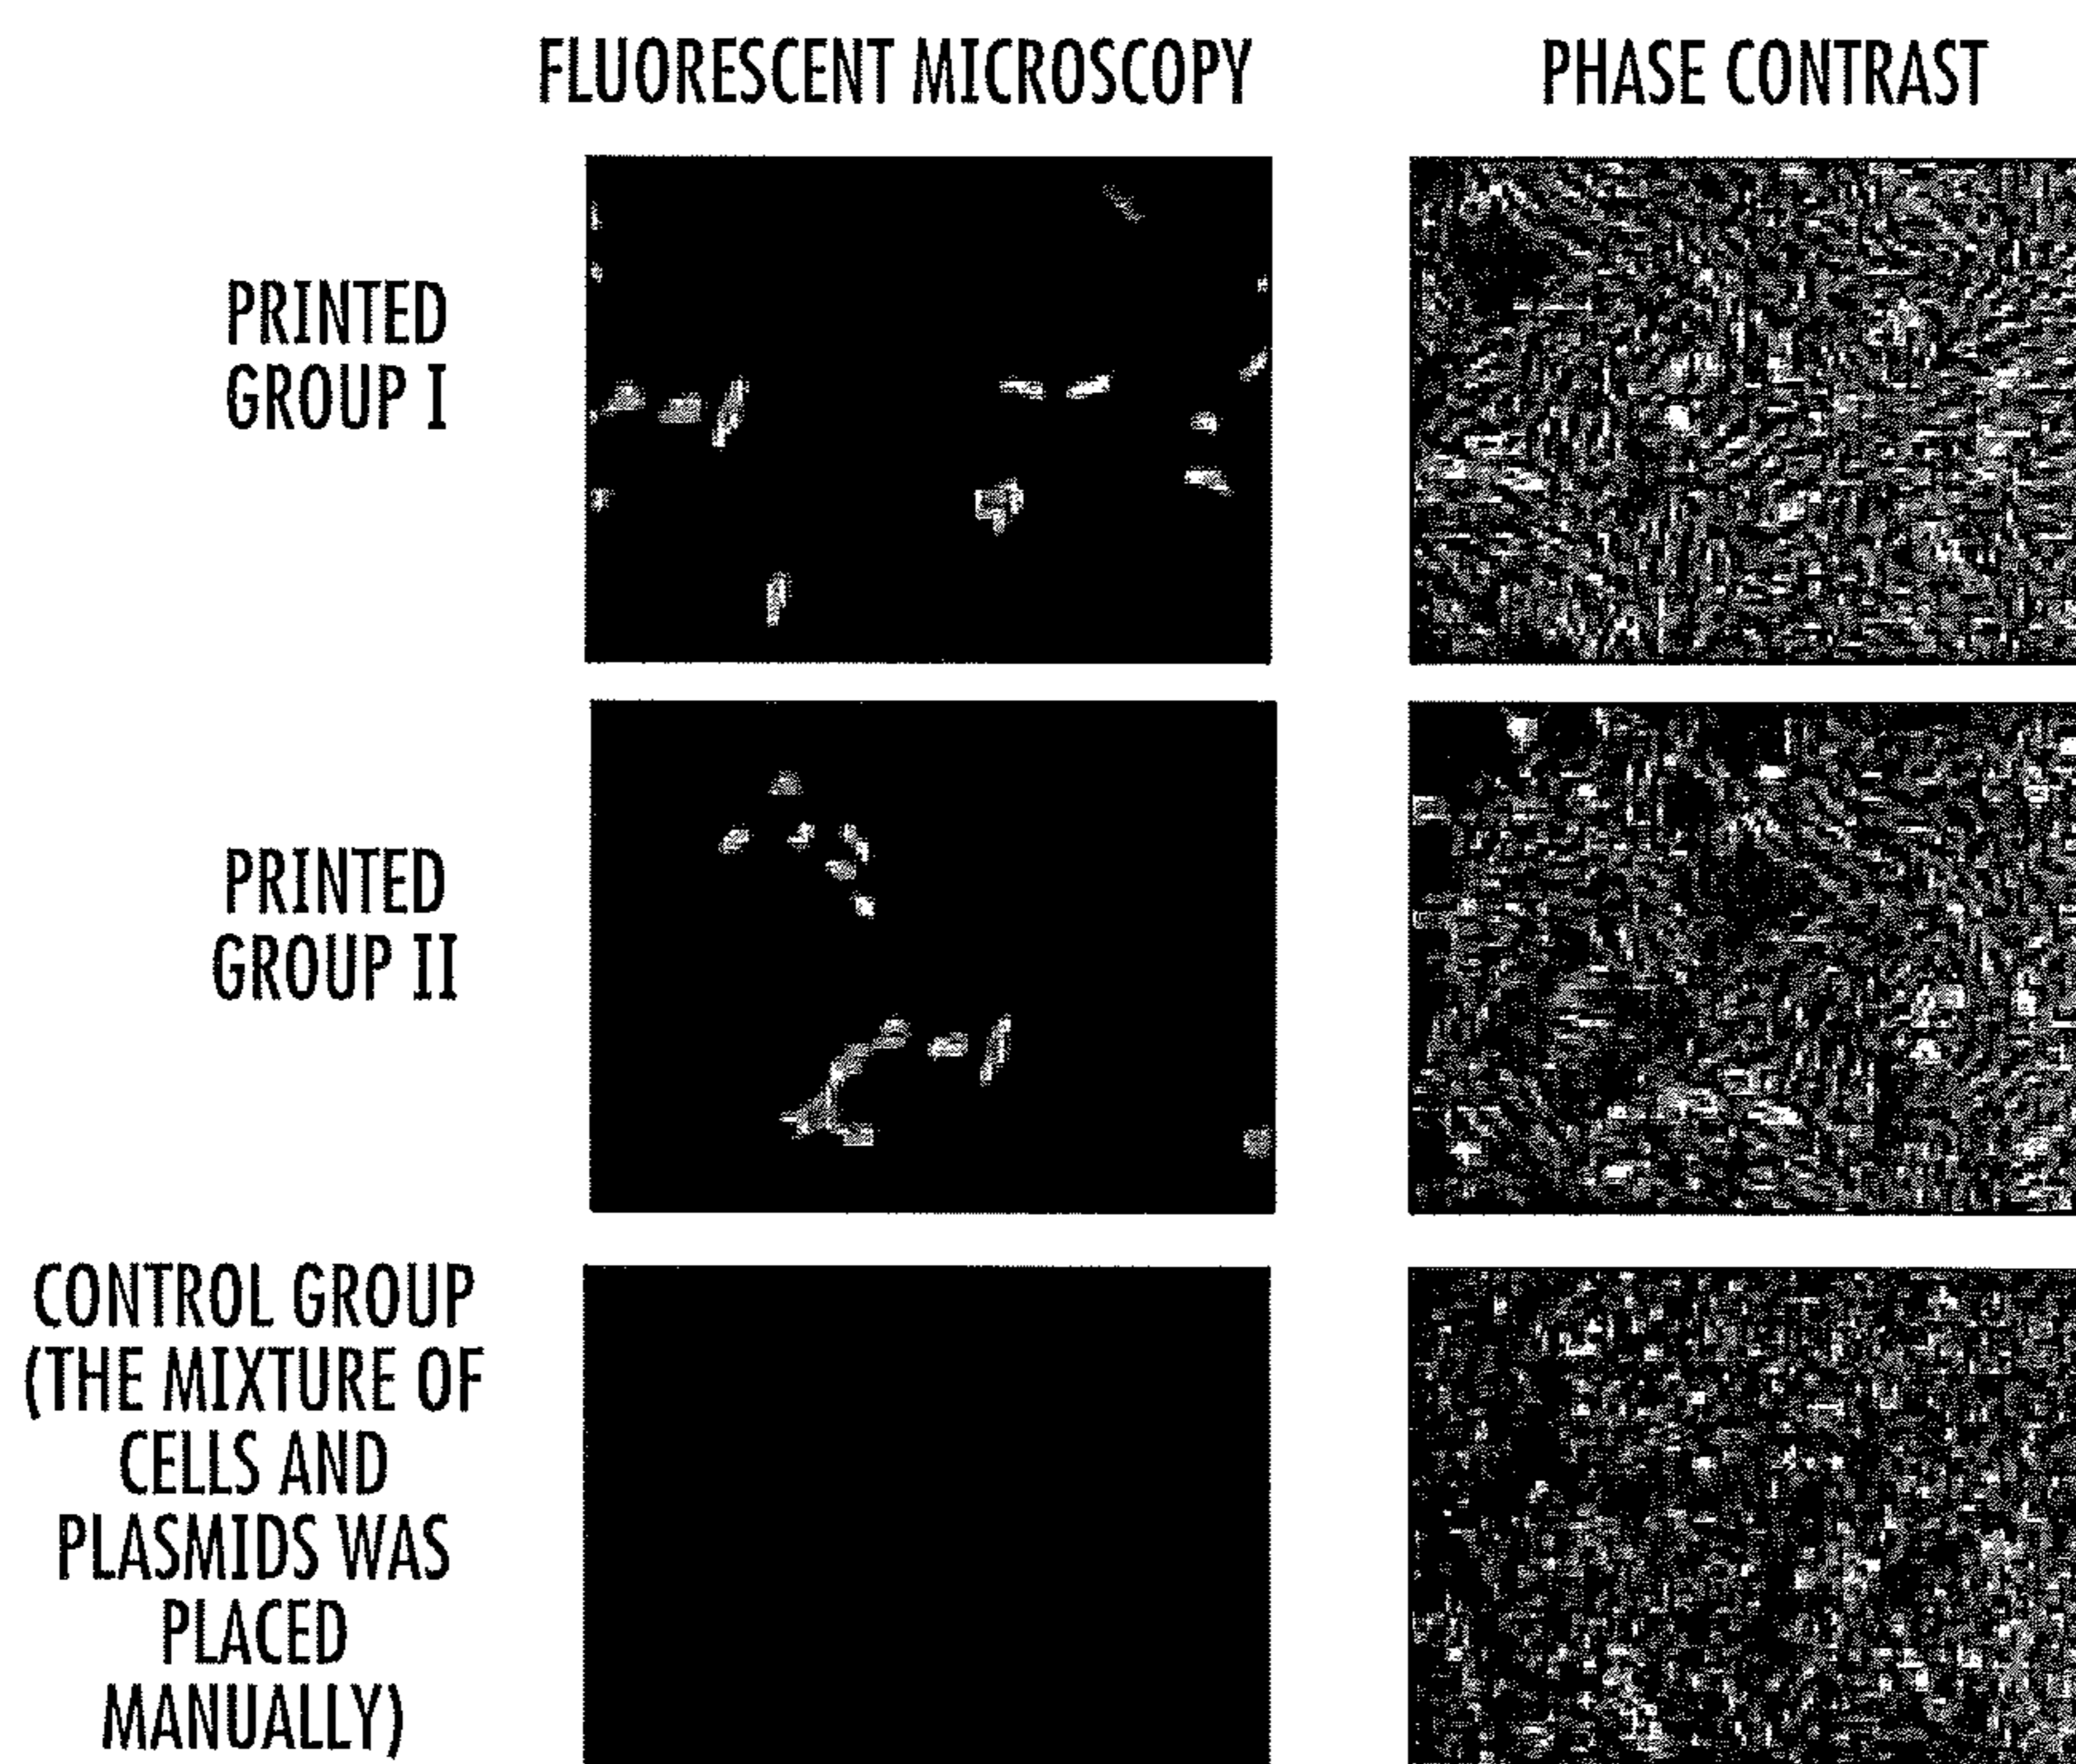 FLUORESCENT MICROSCOPY
PHASE CONTRAST
PRINTED
GROUP I
PRINTED
GROUP II
CONTROL GROUP
(THE MIXTURE OF
CELLS AND
PLASMIDS WAS
PLACED
MANUALLY)